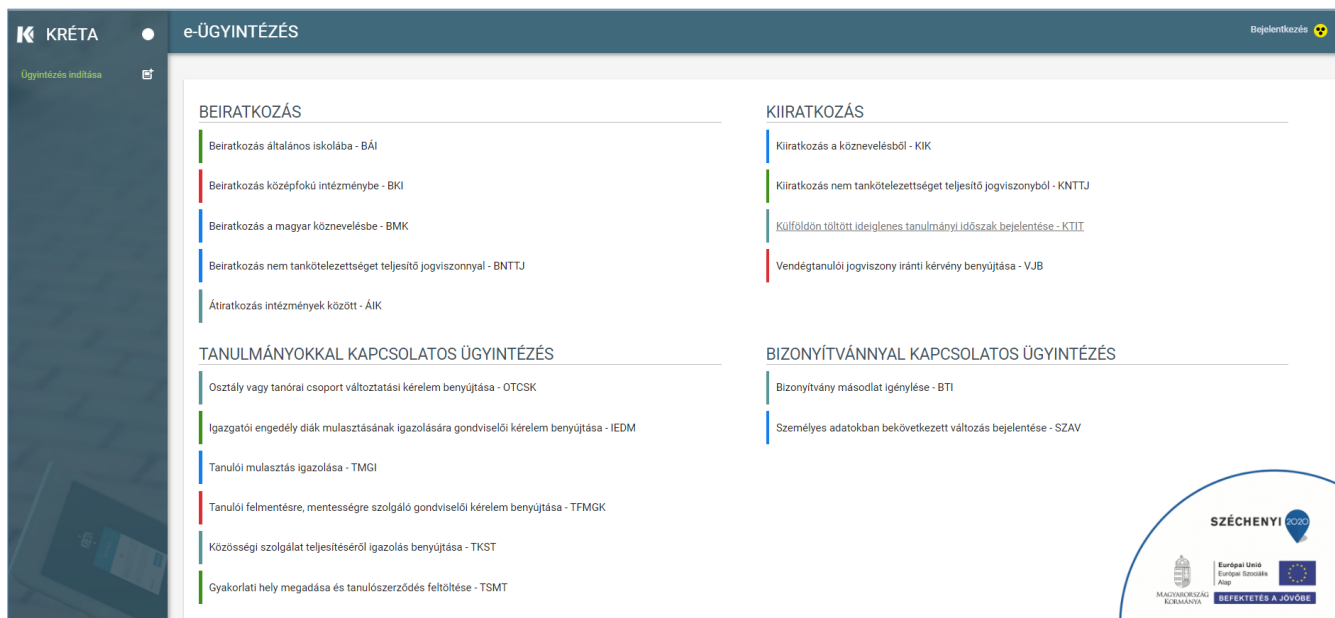 KRÉTA
e-ÜGYINTÉZÉS
Bejelentkezés
Ügyintézés indítása
BEIRATKOZÁS
Beiratkozás általános iskolába - BÁI
Beiratkozás középfokú intézménybe - BKI
Beiratkozás a magyar köznevelésbe - BMK
Beiratkozás nem tankötelezettséget teljesítő jogviszonnyal - BNTTJ
Átiratkozás intézmények között - ÁIK
KIIRATKOZÁS
Kiiratkozás a köznevelésből - KIK
Kiiratkozás nem tankötelezettséget teljesítő jogviszonyból - KNTTJ
Külföldön töltött ideiglenes tanulmányi időszak bejelentése - KTIT
Vendégtanulói jogviszony iránti kérvény benyújtása - VJB
TANULMÁNYOKKAL KAPCSOLATOS ÜGYINTÉZÉS
Osztály vagy tanórai csoport változtatási kérelem benyújtása - OTCSK
Igazgatói engedély diák mulasztásának igazolására gondviselői kérelem benyújtása - IEDM
Tanulói mulasztás igazolása - TMGI
Tanulói felmentésre, mentességre szolgáló gondviselői kérelem benyújtása - TFMGK
Közösségi szolgálat teljesítéséről igazolás benyújtása - TKST
Gyakorlati hely megadása és tanulószerződés feltöltése - TSMT
BIZONYÍTVÁNNYAL KAPCSOLATOS ÜGYINTÉZÉS
Bizonyítvány másodlat igénylése - BTI
Személyes adatokban bekövetkezett változás bejelentése - SZAV
SZÉCHENYI 2020
Európai Unió
Európai Szociális
Alap
MAGYARORSZÁG
KORMÁNYA
BEFEKTETÉS A JÖVŐBE